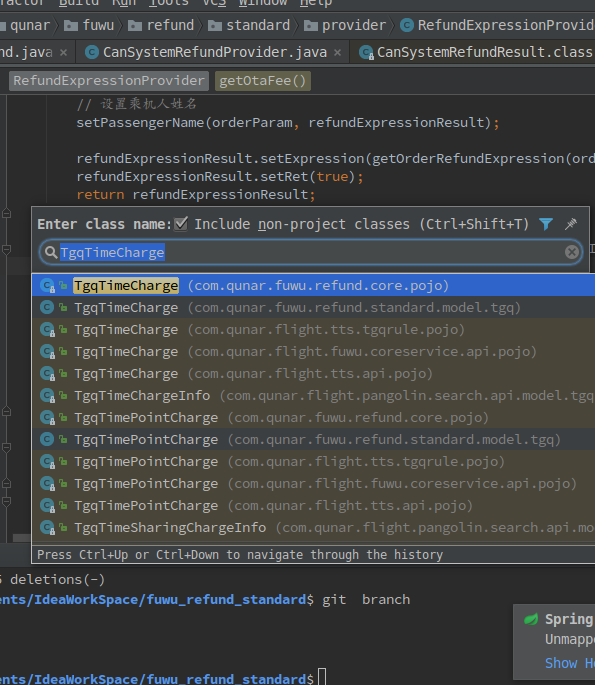 Build Run Tools VCS Window Help
qunar fuwu refund standard provider RefundExpressionProvid
nd.java × CanSystemRefundProvider.java × CanSystemRefundResult.class
RefundExpressionProvider getOtaFee()
// 设置乘机人姓名
setPassengerName(orderParam, refundExpressionResult);
refundExpressionResult.setExpression(getOrderRefundExpression(ord
refundExpressionResult.setRet(true);
return refundExpressionResult;
Enter class name: Include non-project classes (Ctrl+Shift+T)
TgqTimeCharge
TgqTimeCharge (com.qunar.fuwu.refund.core.pojo)
TgqTimeCharge (com.qunar.fuwu.refund.standard.model.tgq)
TgqTimeCharge (com.qunar.flight.tts.tgqrule.pojo)
TgqTimeCharge (com.qunar.flight.fuwu.coreservice.api.pojo)
TgqTimeCharge (com.qunar.flight.tts.api.pojo)
TgqTimeChargeInfo (com.qunar.flight.pangolin.search.api.model.tgq
TgqTimePointCharge (com.qunar.fuwu.refund.core.pojo)
TgqTimePointCharge (com.qunar.fuwu.refund.standard.model.tgq)
TgqTimePointCharge (com.qunar.flight.tts.tgqrule.pojo)
TgqTimePointCharge (com.qunar.flight.fuwu.coreservice.api.pojo)
TgqTimePointCharge (com.qunar.flight.tts.api.pojo)
TgqTimeSharingChargeInfo (com.qunar.flight.pangolin.search.api.mo
Press Ctrl+Up or Ctrl+Down to navigate through the history
deletions(-)
ents/IdeaWorkSpace/fuwu_refund_standard$ git  branch
Spring
Unmappe
Show He
ents/IdeaWorkSpace/fuwu_refund_standard$